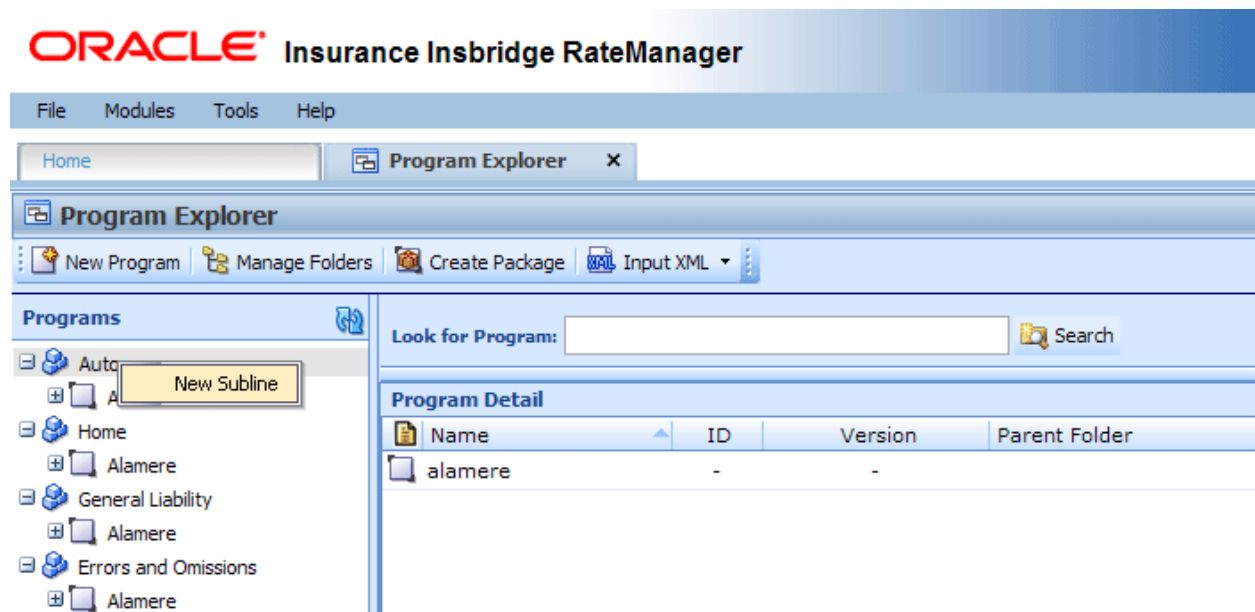 ORACLE Insurance Insbridge RateManager
File Modules Tools Help
Home Program Explorer x
Program Explorer
New Program Manage Folders Create Package XML Input XML
Programs
Look for Program: Search
Auto
New Subline
A
Home
Alamere
General Liability
Alamere
Errors and Omissions
Alamere
Program Detail
Name ID Version Parent Folder
alamere - -